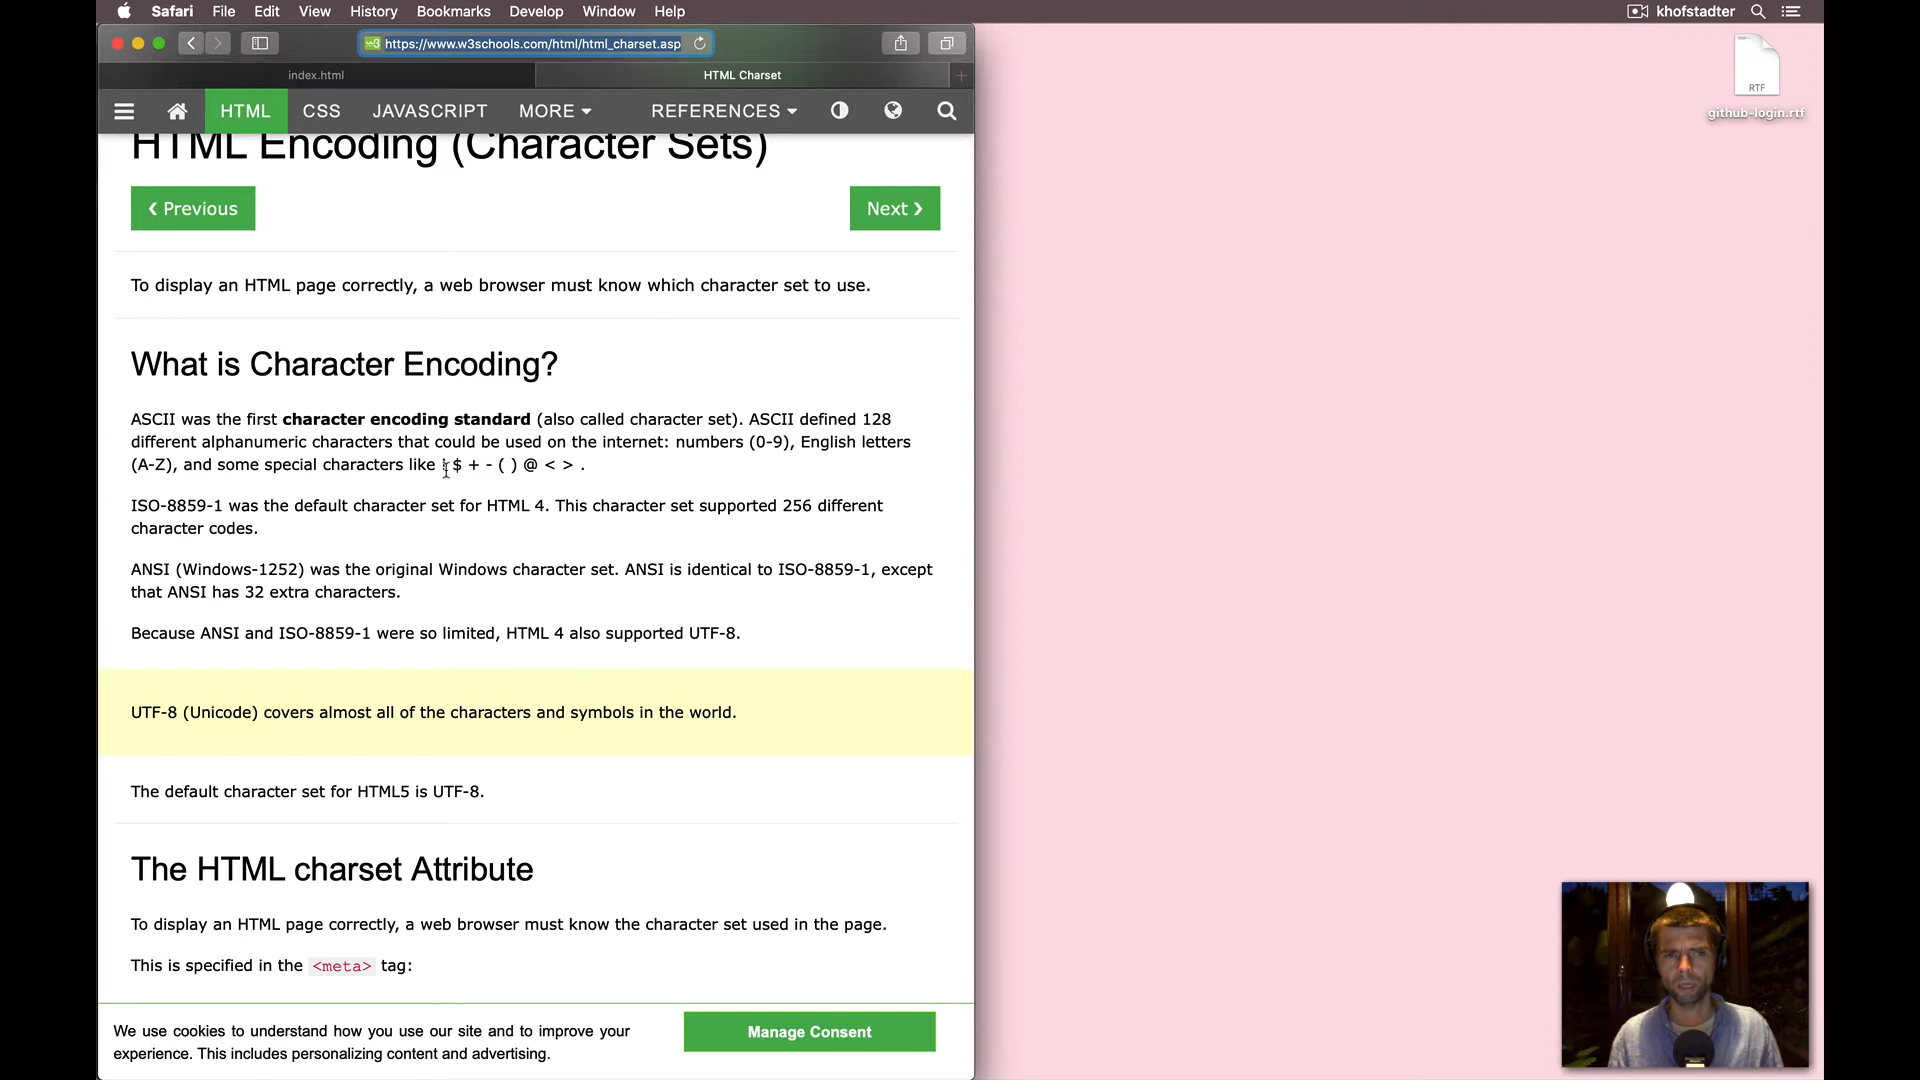 Safari File Edit View History Bookmarks Develop Window Help khofstadter
https://www.w3schools.com/html/html_charset.asp
index.html HTML Charset
HTML CSS JAVASCRIPT MORE REFERENCES
HTML Encoding (Character Sets)
❮ Previous Next ❯
To display an HTML page correctly, a web browser must know which character set to use.
What is Character Encoding?
ASCII was the first character encoding standard (also called character set). ASCII defined 128
different alphanumeric characters that could be used on the internet: numbers (0-9), English letters
(A-Z), and some special characters like $ + - ( ) @ < > .
ISO-8859-1 was the default character set for HTML 4. This character set supported 256 different
character codes.
ANSI (Windows-1252) was the original Windows character set. ANSI is identical to ISO-8859-1, except
that ANSI has 32 extra characters.
Because ANSI and ISO-8859-1 were so limited, HTML 4 also supported UTF-8.
UTF-8 (Unicode) covers almost all of the characters and symbols in the world.
The default character set for HTML5 is UTF-8.
The HTML charset Attribute
To display an HTML page correctly, a web browser must know the character set used in the page.
This is specified in the <meta> tag:
We use cookies to understand how you use our site and to improve your
experience. This includes personalizing content and advertising.
Manage Consent
RTF
github-login.rtf